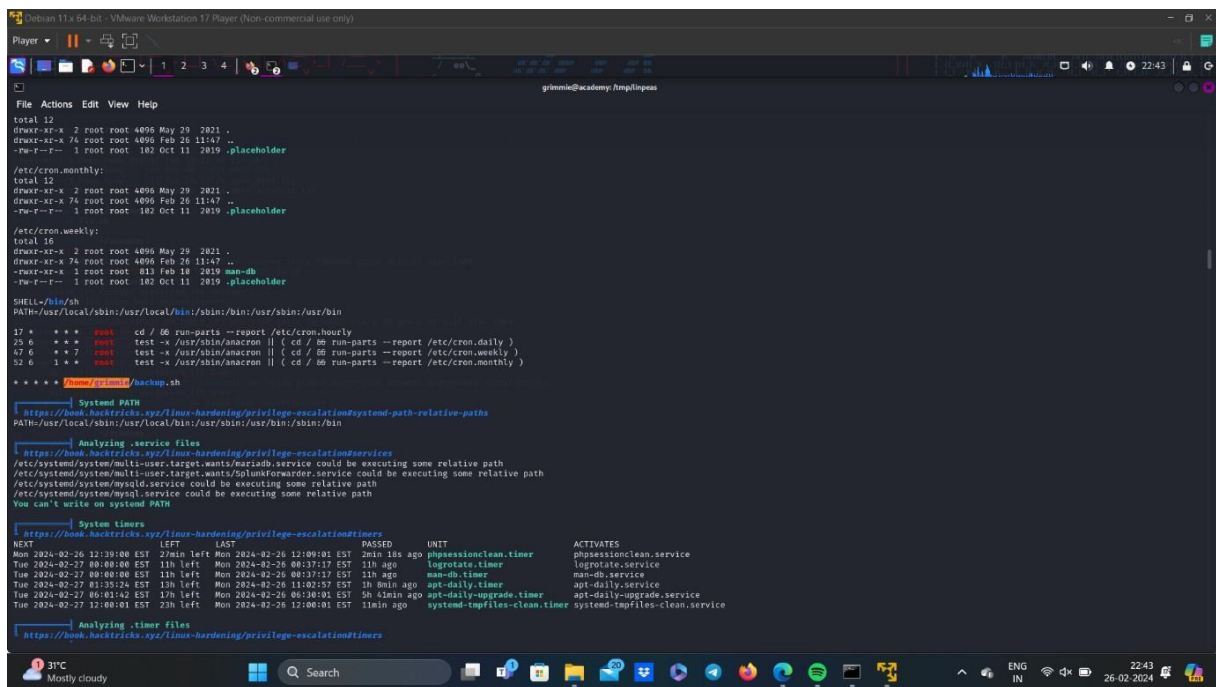 Debian 11.x 64-bit - VMware Workstation 17 Player (Non-commercial use only)
Player
1 2 3 4
22:43
grimmie@academy: /tmp/linpeas
File Actions Edit View Help
total 12
drwxr-xr-x 2 root root 4096 May 29 2021 .
drwxr-xr-x 74 root root 4096 Feb 26 11:47 ..
-rw-r--r-- 1 root root 102 Oct 11 2019 .placeholder
/etc/cron.monthly:
total 12
drwxr-xr-x 2 root root 4096 May 29 2021 .
drwxr-xr-x 74 root root 4096 Feb 26 11:47 ..
-rw-r--r-- 1 root root 102 Oct 11 2019 .placeholder
/etc/cron.weekly:
total 16
drwxr-xr-x 2 root root 4096 May 29 2021 .
drwxr-xr-x 74 root root 4096 Feb 26 11:47 ..
-rwxr-xr-x 1 root root 813 Feb 10 2019 man-db
-rw-r--r-- 1 root root 102 Oct 11 2019 .placeholder
SHELL=/bin/sh
PATH=/usr/local/sbin:/usr/local/bin:/sbin:/bin:/usr/sbin:/usr/bin
17 * * * * root cd / && run-parts --report /etc/cron.hourly
25 6 * * * root test -x /usr/sbin/anacron || ( cd / && run-parts --report /etc/cron.daily )
47 6 * * 7 root test -x /usr/sbin/anacron || ( cd / && run-parts --report /etc/cron.weekly )
52 6 1 * * root test -x /usr/sbin/anacron || ( cd / && run-parts --report /etc/cron.monthly )
* * * * * /home/grimmie/backup.sh
Systemd PATH
https://book.hacktricks.xyz/linux-hardening/privilege-escalation#systemd-path-relative-paths
PATH=/usr/local/sbin:/usr/local/bin:/usr/sbin:/usr/bin:/sbin:/bin
Analyzing .service files
https://book.hacktricks.xyz/linux-hardening/privilege-escalation#services
/etc/systemd/system/multi-user.target.wants/mariadb.service could be executing some relative path
/etc/systemd/system/multi-user.target.wants/SplunkForwarder.service could be executing some relative path
/etc/systemd/system/mysqld.service could be executing some relative path
/etc/systemd/system/mysql.service could be executing some relative path
You can't write on systemd PATH
System timers
https://book.hacktricks.xyz/linux-hardening/privilege-escalation#timers
NEXT LEFT LAST PASSED UNIT ACTIVATES
Mon 2024-02-26 12:39:00 EST 27min left Mon 2024-02-26 12:09:01 EST 2min 18s ago phpsessionclean.timer phpsessionclean.service
Tue 2024-02-27 00:00:00 EST 11h left Mon 2024-02-26 00:37:17 EST 11h ago logrotate.timer logrotate.service
Tue 2024-02-27 00:00:00 EST 11h left Mon 2024-02-26 00:37:17 EST 11h ago man-db.timer man-db.service
Tue 2024-02-27 01:35:24 EST 13h left Mon 2024-02-26 11:02:57 EST 1h 8min ago apt-daily.timer apt-daily.service
Tue 2024-02-27 06:01:42 EST 17h left Mon 2024-02-26 06:30:01 EST 5h 41min ago apt-daily-upgrade.timer apt-daily-upgrade.service
Tue 2024-02-27 12:00:01 EST 23h left Mon 2024-02-26 12:00:01 EST 11min ago systemd-tmpfiles-clean.timer systemd-tmpfiles-clean.service
Analyzing .timer files
https://book.hacktricks.xyz/linux-hardening/privilege-escalation#timers
1
31°C
Mostly cloudy
Search
20
ENG
IN
22:43
26-02-2024